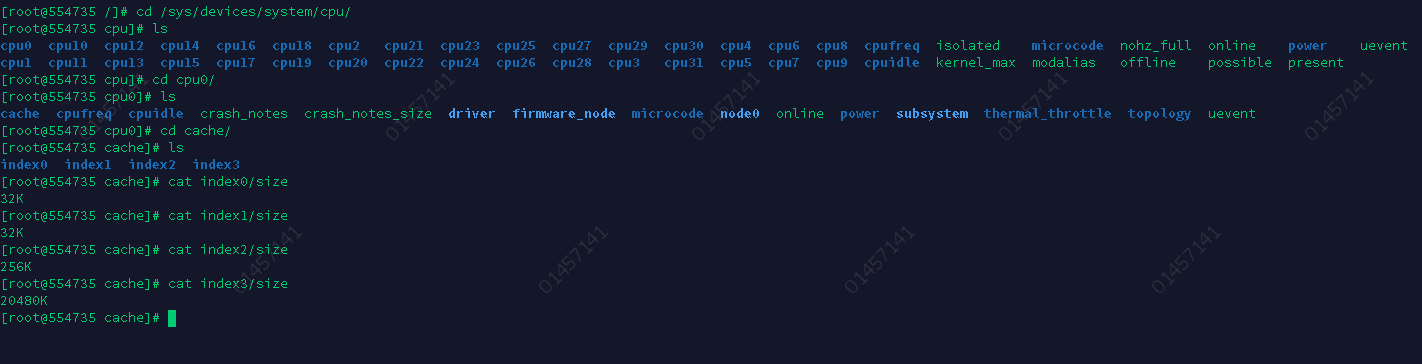 [root@554735 /]# cd /sys/devices/system/cpu/
[root@554735 cpu]# ls
cpu0 cpu10 cpu12 cpu14 cpu16 cpu18 cpu2 cpu21 cpu23 cpu25 cpu27 cpu29 cpu30 cpu4 cpu6 cpu8 cpufreq isolated microcode nohz_full online power uevent
cpu1 cpu11 cpu13 cpu15 cpu17 cpu19 cpu20 cpu22 cpu24 cpu26 cpu28 cpu3 cpu31 cpu5 cpu7 cpu9 cpuidle kernel_max modalias offline possible present
[root@554735 cpu]# cd cpu0/
[root@554735 cpu0]# ls
cache cpufreq cpuidle crash_notes crash_notes_size driver firmware_node microcode node0 online power subsystem thermal_throttle topology uevent
[root@554735 cpu0]# cd cache/
[root@554735 cache]# ls
index0 index1 index2 index3
[root@554735 cache]# cat index0/size
32K
[root@554735 cache]# cat index1/size
32K
[root@554735 cache]# cat index2/size
256K
[root@554735 cache]# cat index3/size
20480K
[root@554735 cache]#
01457141
01457141
01457141
01457141
01457141
01457141
01457141
01457141
01457141